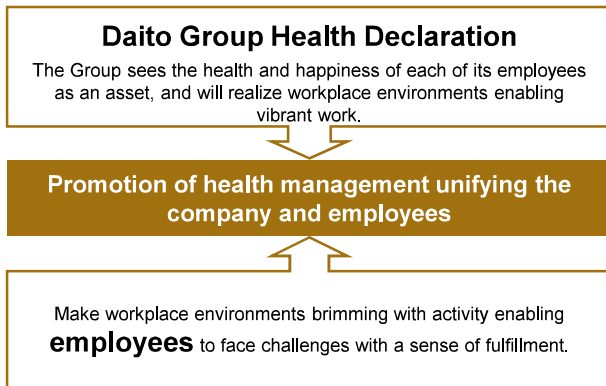 Daito Group Health Declaration
The Group sees the health and happiness of each of its employees
as an asset, and will realize workplace environments enabling
vibrant work.
Promotion of health management unifying the
company and employees
Make workplace environments brimming with activity enabling
employees to face challenges with a sense of fulfillment.